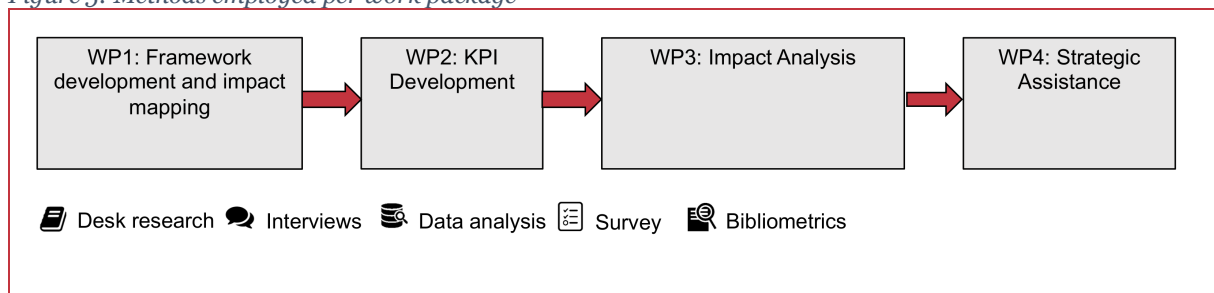 Figure 3: Methods employed per work package
WP1: Framework
development and impact
mapping
WP2: KPI
Development
WP3: Impact Analysis
WP4: Strategic
Assistance
Desk research Interviews Data analysis Survey Bibliometrics